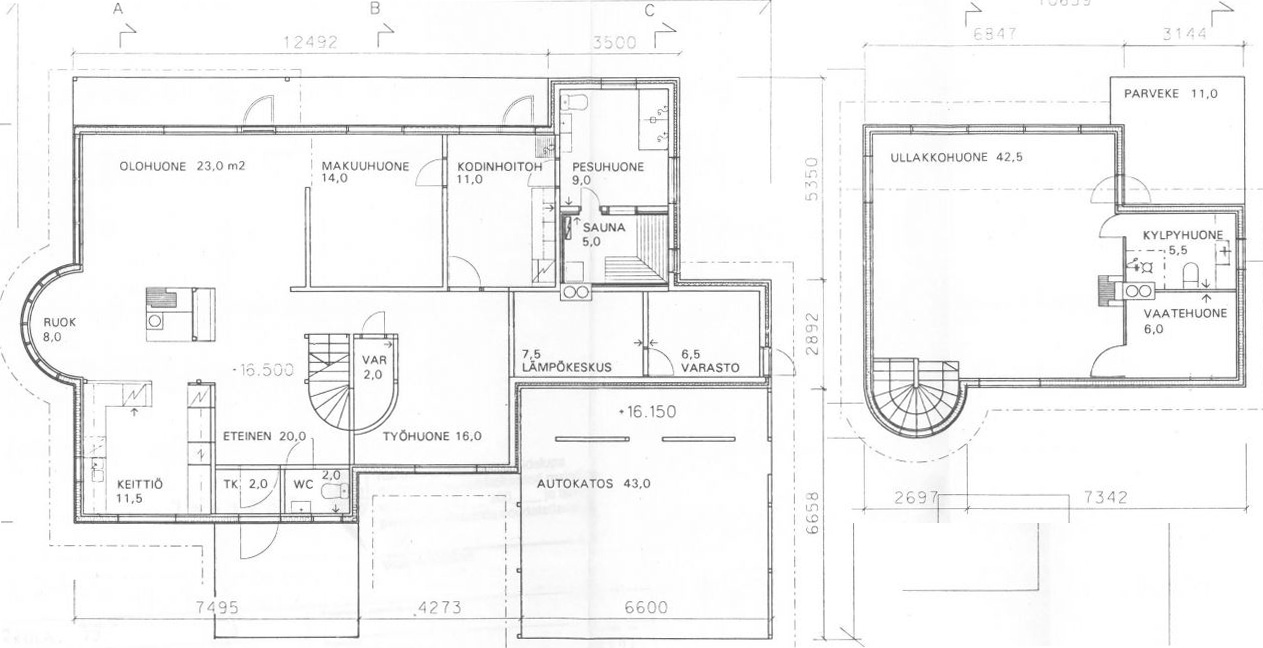 A
B
C
12492
3500
6847
3144
PARVEKE 11,0
OLOHUONE 23,0 m2
MAKUUHUONE
14,0
KODINHOITOH
11,0
PESUHUONE
9,0
5350
ULLAKKOHUONE 42,5
SAUNA
5,0
KYLPYHUONE
5,5
RUOK
8,0
-16.500
VAR
2,0
7,5
LÄMPÖKESKUS
6,5
VARASTO
2892
VAATEHUONE
6,0
+16.150
ETEINEN 20,0
TYÖHUONE 16,0
KEITTIÖ
11,5
TK 2,0
WC 2,0
AUTOKATOS 43,0
6658
2697
7342
7495
4273
6600